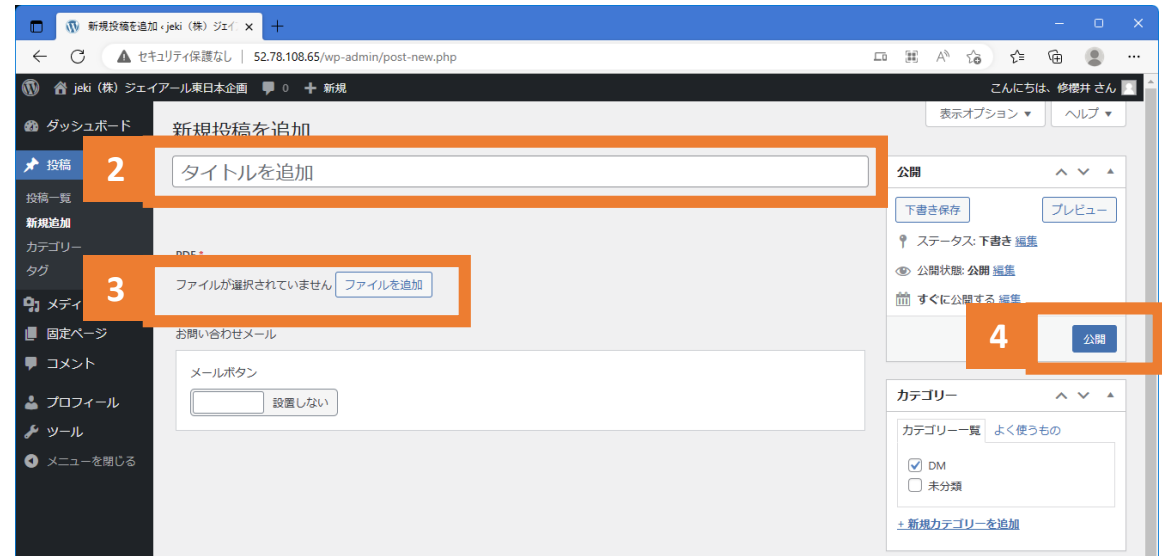 新規投稿を追加 ‹ jeki（株）ジェイ
セキュリティ保護なし | 52.78.108.65/wp-admin/post-new.php
jeki（株）ジェイアール東日本企画 0 + 新規
こんにちは、修櫻井 さん
ダッシュボード
投稿
投稿一覧
新規追加
カテゴリー
タグ
メディ
固定ページ
コメント
プロフィール
ツール
メニューを閉じる
表示オプション ▼
ヘルプ ▼
新規投稿を追加
2
タイトルを追加
PDF *
3
ファイルが選択されていません ファイルを追加
お問い合わせメール
メールボタン
設置しない
公開
下書き保存 プレビュー
ステータス: 下書き 編集
公開状態: 公開 編集
すぐに公開する 編集
4
公開
カテゴリー
カテゴリー一覧 よく使うもの
DM
未分類
+ 新規カテゴリーを追加